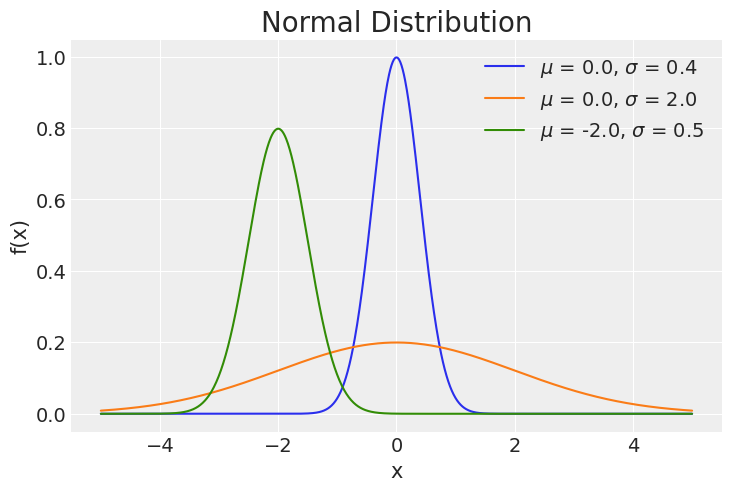 Normal Distribution
μ = 0.0, σ = 0.4
μ = 0.0, σ = 2.0
μ = -2.0, σ = 0.5
f(x)
1.0
0.8
0.6
0.4
0.2
0.0
−4 −2 0 2 4
x